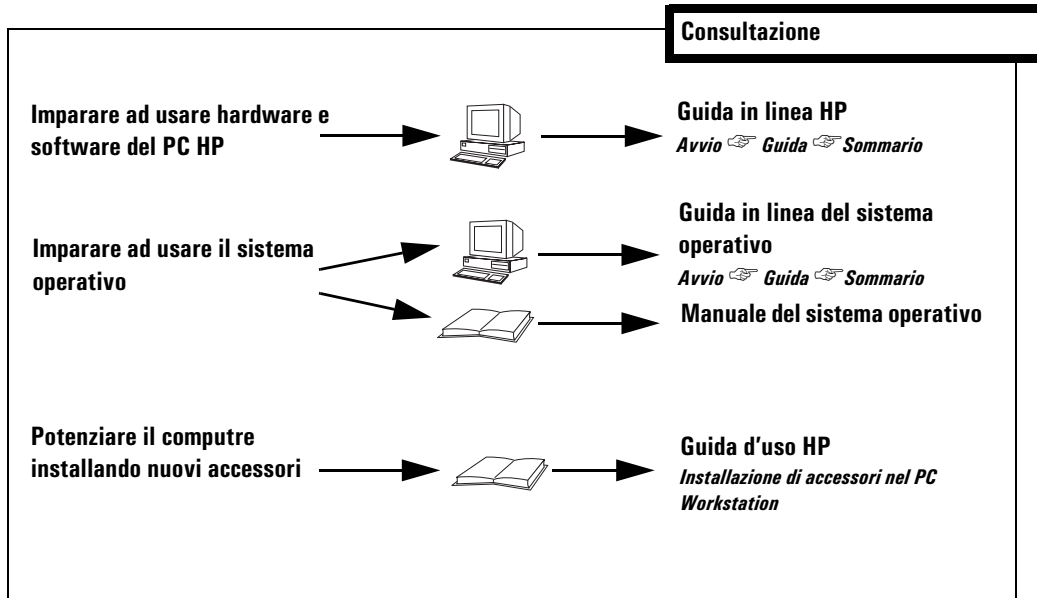 Consultazione
Imparare ad usare hardware e
software del PC HP
Guida in linea HP
Avvio ☞ Guida ☞ Sommario
Imparare ad usare il sistema
operativo
Guida in linea del sistema
operativo
Avvio ☞ Guida ☞ Sommario
Manuale del sistema operativo
Potenziare il computre
installando nuovi accessori
Guida d'uso HP
Installazione di accessori nel PC
Workstation